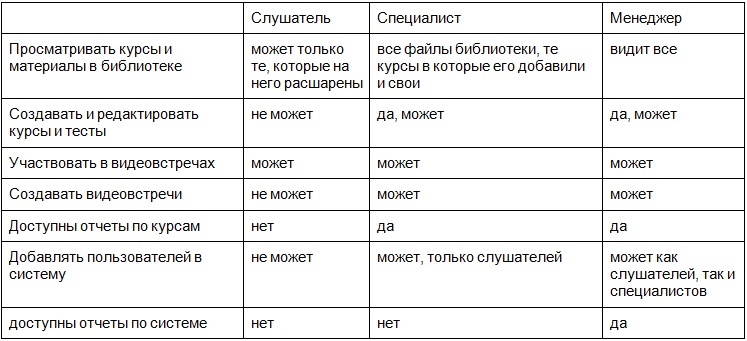 Слушатель Специалист Менеджер
Просматривать курсы и может только все файлы библиотеки, те видит все
материалы в библиотеке те, которые на курсы в которые его добавили
него расшарены и свои
Создавать и редактировать не может да, может да, может
курсы и тесты
Участвовать в видеовстречах может может может
Создавать видеовстречи не может может может
Доступны отчеты по курсам нет да да
Добавлять пользователей в не может может, только слушателей может как
систему слушателей, так и
специалистов
доступны отчеты по системе нет нет да